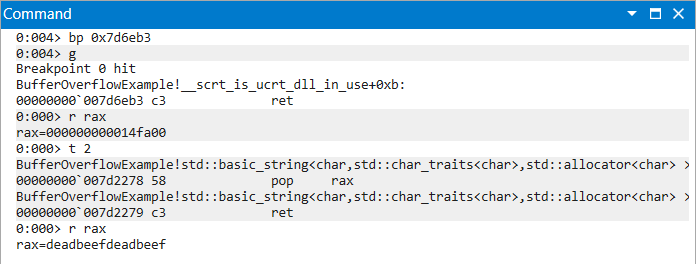 Command
0:004> bp 0x7d6eb3
0:004> g
Breakpoint 0 hit
BufferOverflowExample!__scrt_is_ucrt_dll_in_use+0xb:
00000000`007d6eb3 c3 ret
0:000> r rax
rax=000000000014fa00
0:000> t 2
BufferOverflowExample!std::basic_string<char,std::char_traits<char>,std::allocator<char> >
00000000`007d2278 58 pop rax
BufferOverflowExample!std::basic_string<char,std::char_traits<char>,std::allocator<char> >
00000000`007d2279 c3 ret
0:000> r rax
rax=deadbeefdeadbeef